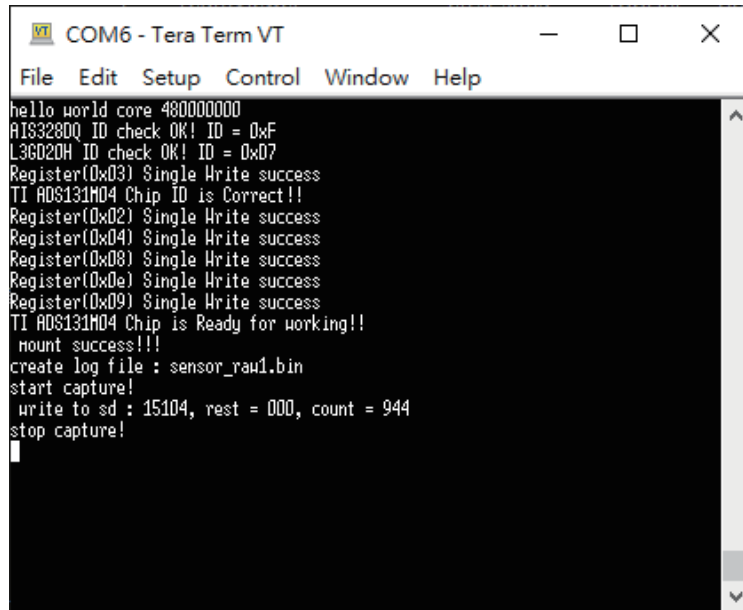 VT COM6 - Tera Term VT
File Edit Setup Control Window Help
hello world core 480000000
AIS328DQ ID check OK! ID = 0xF
L3GD20H ID check OK! ID = 0xD7
Register(0x03) Single Write success
TI ADS131M04 Chip ID is Correct!!
Register(0x02) Single Write success
Register(0x04) Single Write success
Register(0x08) Single Write success
Register(0x0e) Single Write success
Register(0x09) Single Write success
TI ADS131M04 Chip is Ready for working!!
mount success!!!
create log file : sensor_raw1.bin
start capture!
write to sd : 15104, rest = 000, count = 944
stop capture!